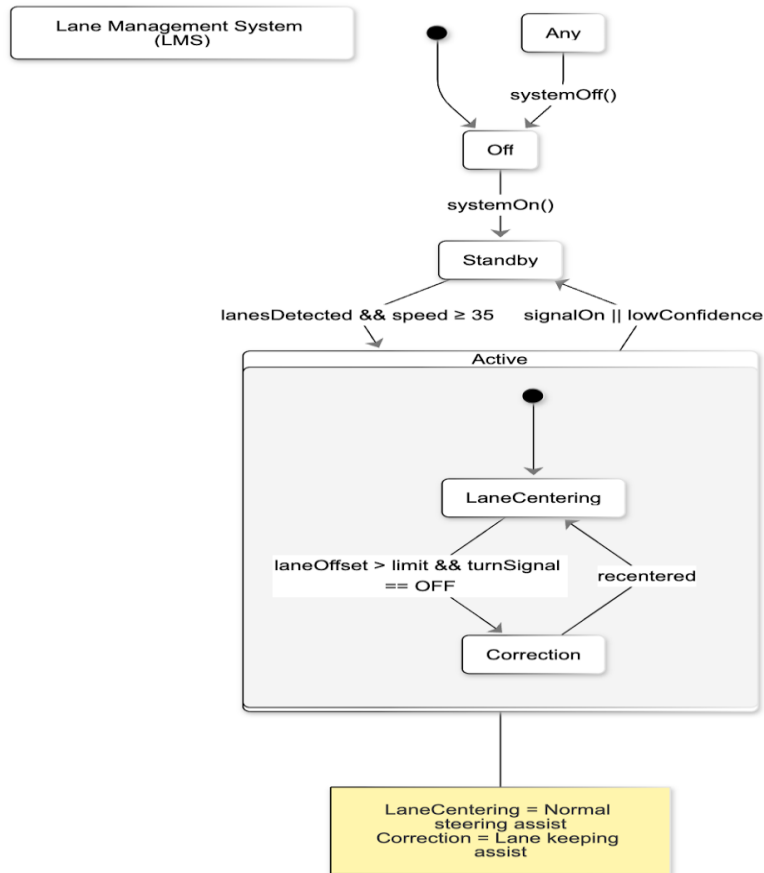 Lane Management System
(LMS)
Any
systemOff()
Off
systemOn()
Standby
lanesDetected && speed ≥ 35
signalOn || lowConfidence
Active
LaneCentering
laneOffset > limit && turnSignal
== OFF
recentered
Correction
LaneCentering = Normal
steering assist
Correction = Lane keeping
assist